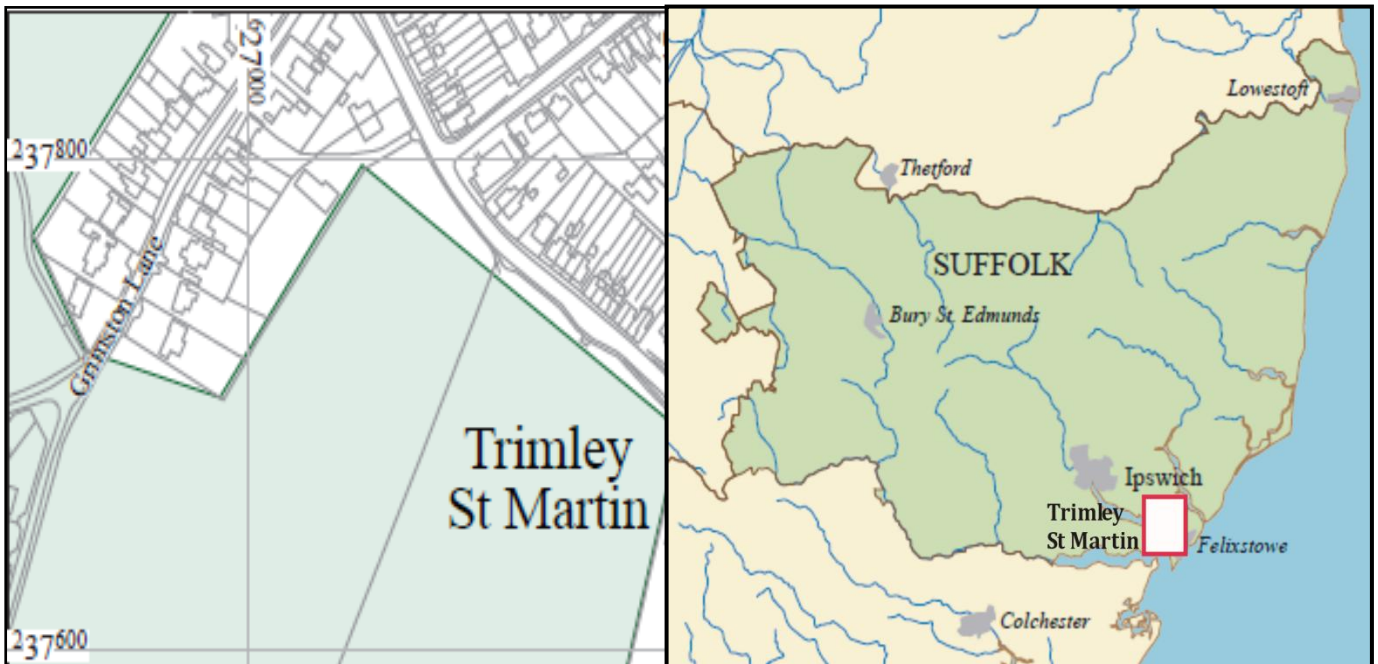 627000
237800
Grimston Lane
Trimley
St Martin
237600
Lowestoft
Thetford
SUFFOLK
Bury St. Edmunds
Ipswich
Trimley
St Martin
Felixstowe
Colchester